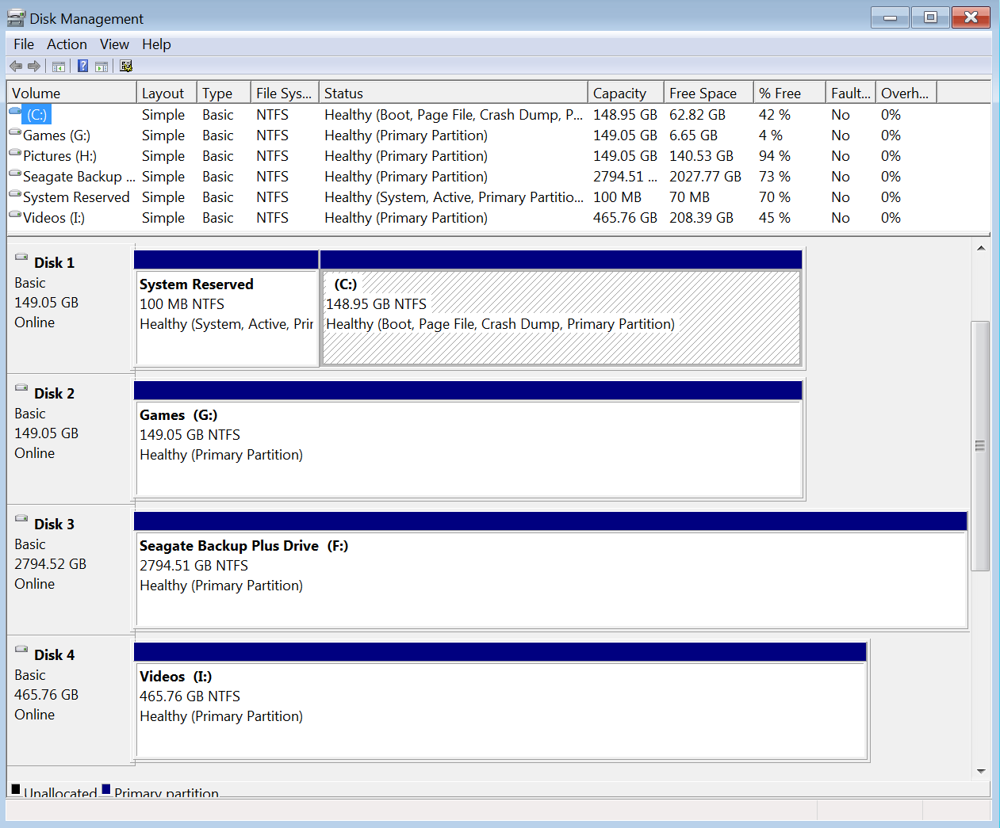 Disk Management
File Action View Help
Volume Layout Type File Sys... Status Capacity Free Space % Free Fault... Overh...
(C:) Simple Basic NTFS Healthy (Boot, Page File, Crash Dump, P... 148.95 GB 62.82 GB 42 % No 0%
Games (G:) Simple Basic NTFS Healthy (Primary Partition) 149.05 GB 6.65 GB 4 % No 0%
Pictures (H:) Simple Basic NTFS Healthy (Primary Partition) 149.05 GB 140.53 GB 94 % No 0%
Seagate Backup ... Simple Basic NTFS Healthy (Primary Partition) 2794.51 ... 2027.77 GB 73 % No 0%
System Reserved Simple Basic NTFS Healthy (System, Active, Primary Partitio... 100 MB 70 MB 70 % No 0%
Videos (I:) Simple Basic NTFS Healthy (Primary Partition) 465.76 GB 208.39 GB 45 % No 0%
Disk 1
Basic
149.05 GB
Online
System Reserved
100 MB NTFS
Healthy (System, Active, Prir
(C:)
148.95 GB NTFS
Healthy (Boot, Page File, Crash Dump, Primary Partition)
Disk 2
Basic
149.05 GB
Online
Games (G:)
149.05 GB NTFS
Healthy (Primary Partition)
Disk 3
Basic
2794.52 GB
Online
Seagate Backup Plus Drive (F:)
2794.51 GB NTFS
Healthy (Primary Partition)
Disk 4
Basic
465.76 GB
Online
Videos (I:)
465.76 GB NTFS
Healthy (Primary Partition)
Unallocated Primary partition